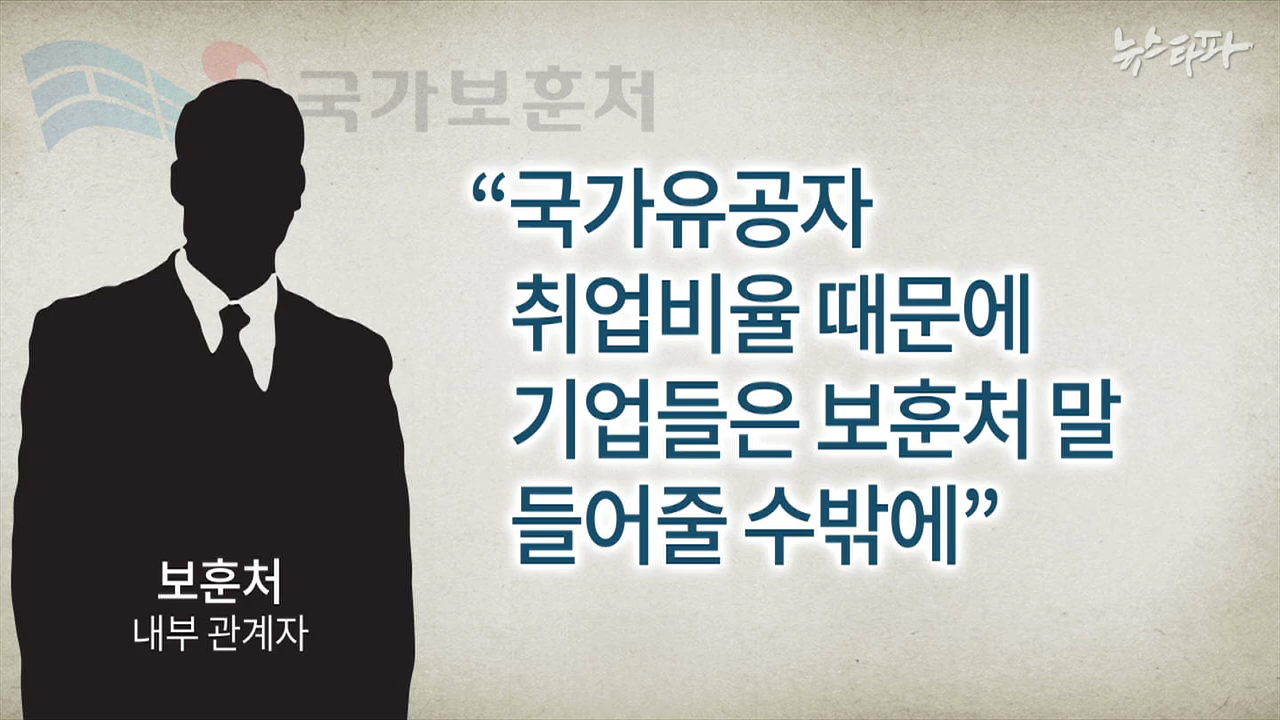 뉴스타파
국가보훈처
“국가유공자
취업비율 때문에
기업들은 보훈처 말
들어줄 수밖에”
보훈처
내부 관계자